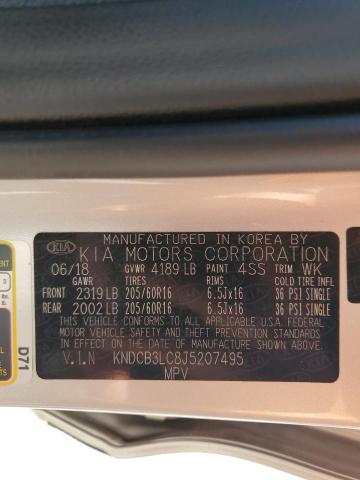 MANUFACTURED IN KOREA BY
KIA KIA MOTORS CORPORATION
06/18 GVWR 4189 LB PAINT 4SS TRIM WK
GAWR TIRES RIMS COLD TIRE INFL
FRONT 2319 LB 205/60R16 6.5Jx16 36 PSI SINGLE
REAR 2002 LB 205/60R16 6.5Jx16 36 PSI SINGLE
THIS VEHICLE CONFORMS TO ALL APPLICABLE U.S.A. FEDERAL
MOTOR VEHICLE SAFETY AND THEFT PREVENTION STANDARDS
IN EFFECT ON THE DATE OF MANUFACTURE SHOWN ABOVE.
V.I.N KNDCB3LC8J5207495
MPV
D71